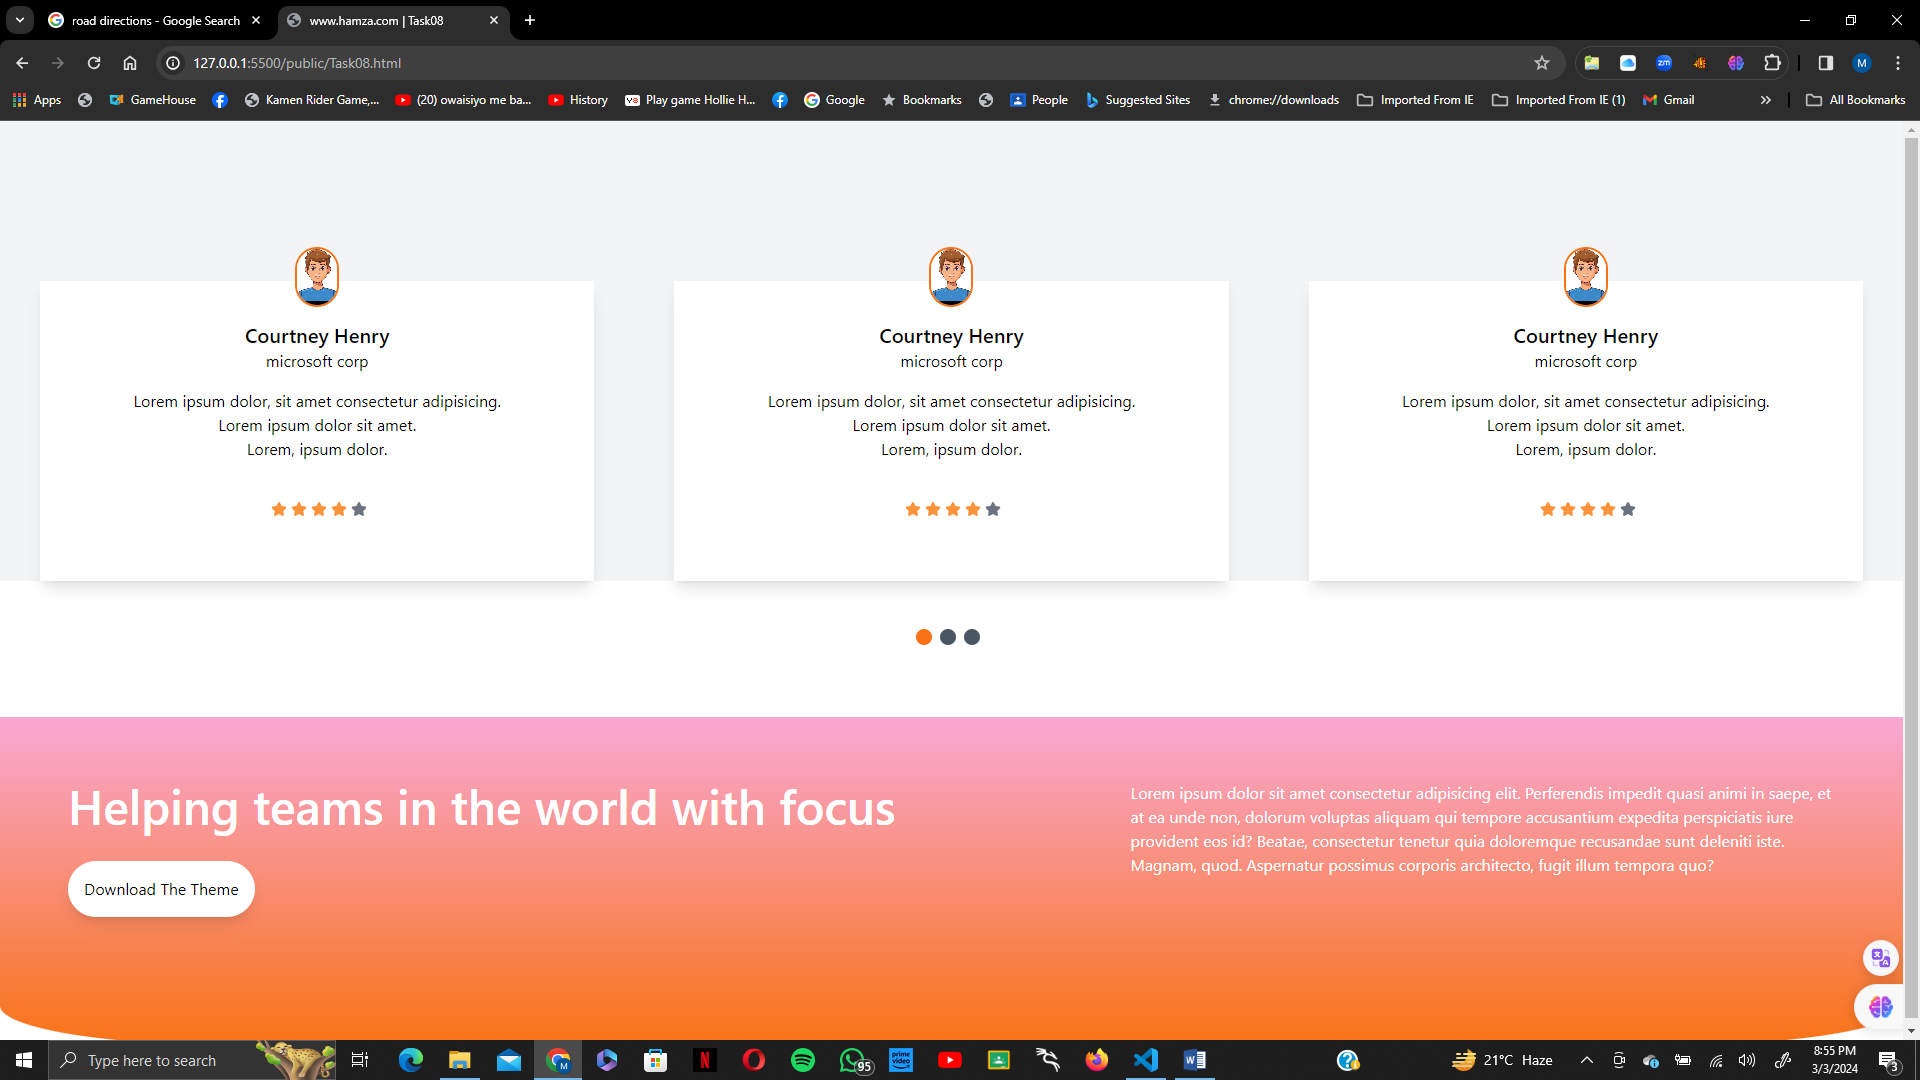 road directions - Google Search
www.hamza.com | Task08
127.0.0.1:5500/public/Task08.html
zm
M
Apps
GameHouse
Kamen Rider Game,...
(20) owaisiyo me ba...
History
Play game Hollie H...
Google
Bookmarks
People
Suggested Sites
chrome://downloads
Imported From IE
Imported From IE (1)
Gmail
All Bookmarks
Courtney Henry
microsoft corp
Lorem ipsum dolor, sit amet consectetur adipisicing.
Lorem ipsum dolor sit amet.
Lorem, ipsum dolor.
Courtney Henry
microsoft corp
Lorem ipsum dolor, sit amet consectetur adipisicing.
Lorem ipsum dolor sit amet.
Lorem, ipsum dolor.
Courtney Henry
microsoft corp
Lorem ipsum dolor, sit amet consectetur adipisicing.
Lorem ipsum dolor sit amet.
Lorem, ipsum dolor.
Helping teams in the world with focus
Download The Theme
Lorem ipsum dolor sit amet consectetur adipisicing elit. Perferendis impedit quasi animi in saepe, et
at ea unde non, dolorum voluptas aliquam qui tempore accusantium expedita perspiciatis iure
provident eos id? Beatae, consectetur tenetur quia doloremque recusandae sunt deleniti iste.
Magnam, quod. Aspernatur possimus corporis architecto, fugit illum tempora quo?
Type here to search
M
N
95
prime video
W
21°C Haze
8:55 PM
3/3/2024
3